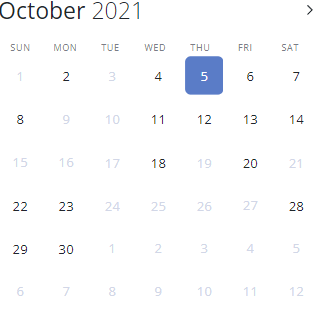 October 2021
SUN MON TUE WED THU FRI SAT
1 2 3 4 5 6 7
8 9 10 11 12 13 14
15 16 17 18 19 20 21
22 23 24 25 26 27 28
29 30 1 2 3 4 5
6 7 8 9 10 11 12